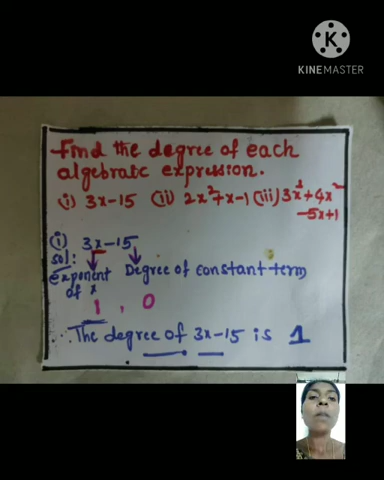 KINEMASTER
Find the degree of each
algebraic expression.
(i) 3x-15 (ii) 2x²+x-1 (iii) 3x³+4x²
-5x+1
(i) 3x-15
sol:
exponent Degree of constant term
of x
1 , 0
∴ The degree of 3x-15 is 1